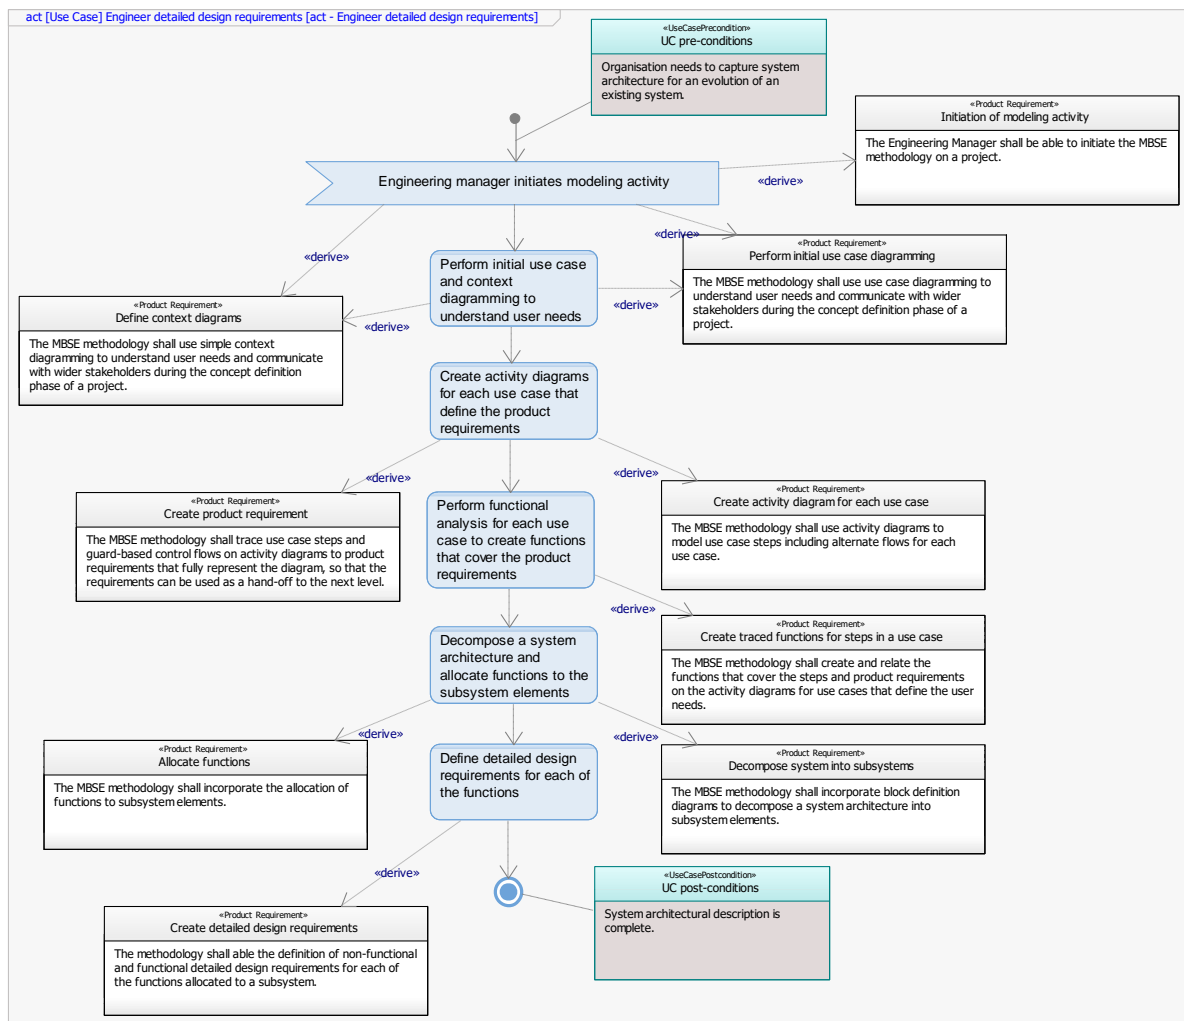 act [Use Case] Engineer detailed design requirements [act - Engineer detailed design requirements]
«UseCasePrecondition»
UC pre-conditions
Organisation needs to capture system
architecture for an evolution of an
existing system.
«Product Requirement»
Initiation of modeling activity
The Engineering Manager shall be able to initiate the MBSE
methodology on a project.
Engineering manager initiates modeling activity
«derive»
«derive»
«derive»
«Product Requirement»
Perform initial use case diagramming
The MBSE methodology shall use use case diagramming to
understand user needs and communicate with wider
stakeholders during the concept definition phase of a
project.
Perform initial use case
and context
diagramming to
understand user needs
«derive»
«derive»
«Product Requirement»
Define context diagrams
The MBSE methodology shall use simple context
diagramming to understand user needs and communicate
with wider stakeholders during the concept definition
phase of a project.
Create activity diagrams
for each use case that
define the product
requirements
«derive»
«derive»
«Product Requirement»
Create product requirement
The MBSE methodology shall trace use case steps and
guard-based control flows on activity diagrams to product
requirements that fully represent the diagram, so that the
requirements can be used as a hand-off to the next level.
Perform functional
analysis for each use
case to create functions
that cover the product
requirements
«Product Requirement»
Create activity diagram for each use case
The MBSE methodology shall use activity diagrams to
model use case steps including alternate flows for each
use case.
«derive»
«Product Requirement»
Create traced functions for steps in a use case
The MBSE methodology shall create and relate the
functions that cover the steps and product requirements
on the activity diagrams for use cases that define the user
needs.
Decompose a system
architecture and
allocate functions to the
subsystem elements
«derive»
«derive»
«Product Requirement»
Allocate functions
The MBSE methodology shall incorporate the allocation of
functions to subsystem elements.
Define detailed design
requirements for each of
the functions
«Product Requirement»
Decompose system into subsystems
The MBSE methodology shall incorporate block definition
diagrams to decompose a system architecture into
subsystem elements.
«derive»
«UseCasePostcondition»
UC post-conditions
System architectural description is
complete.
«Product Requirement»
Create detailed design requirements
The methodology shall able the definition of non-functional
and functional detailed design requirements for each of
the functions allocated to a subsystem.